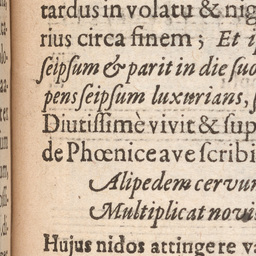 tardus in volatu & nig
rius circa finem; Et i
ſeipſum & parit in die ſuo
pens ſeipſum luxurians, ſ
Diutiſſimè vivit & ſup
de Phœnice ave ſcribi
Alipedem cervum
Multiplicat novi
Hujus nidos attingere va